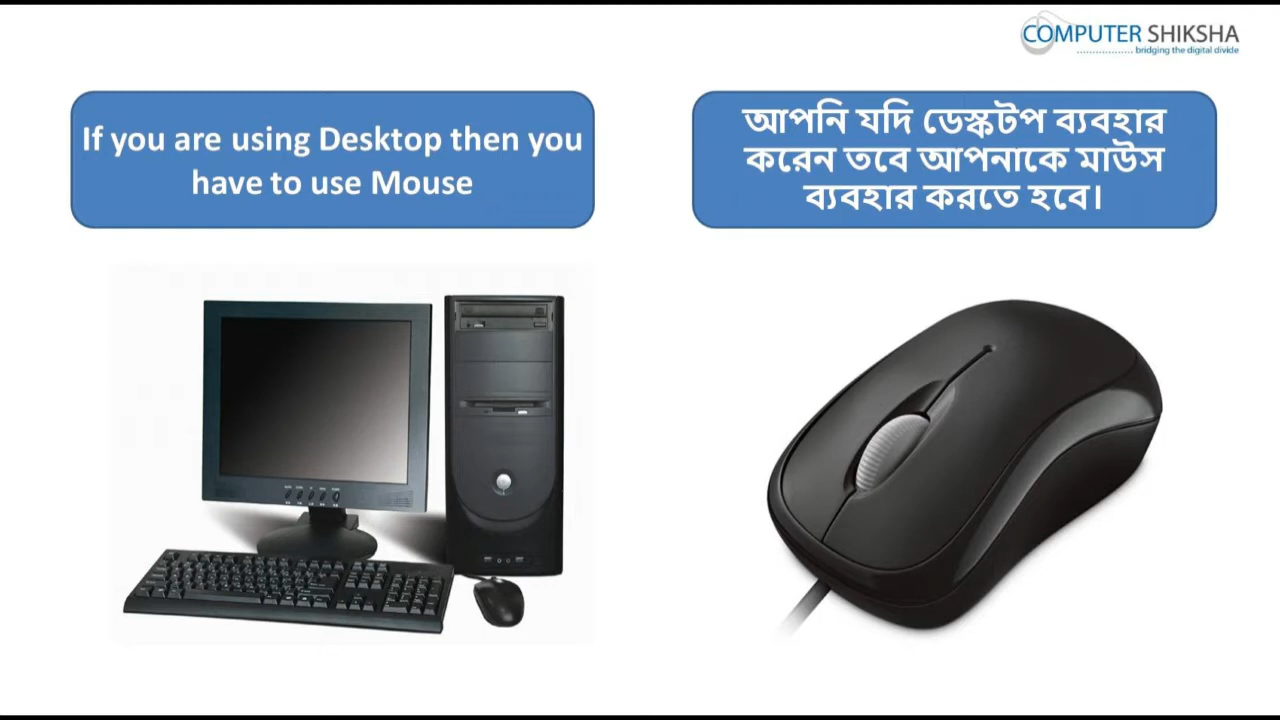 COMPUTER SHIKSHA
bridging the digital divide
If you are using Desktop then you
have to use Mouse
আপনি যদি ডেস্কটপ ব্যবহার
করেন তবে আপনাকে মাউস
ব্যবহার করতে হবে।